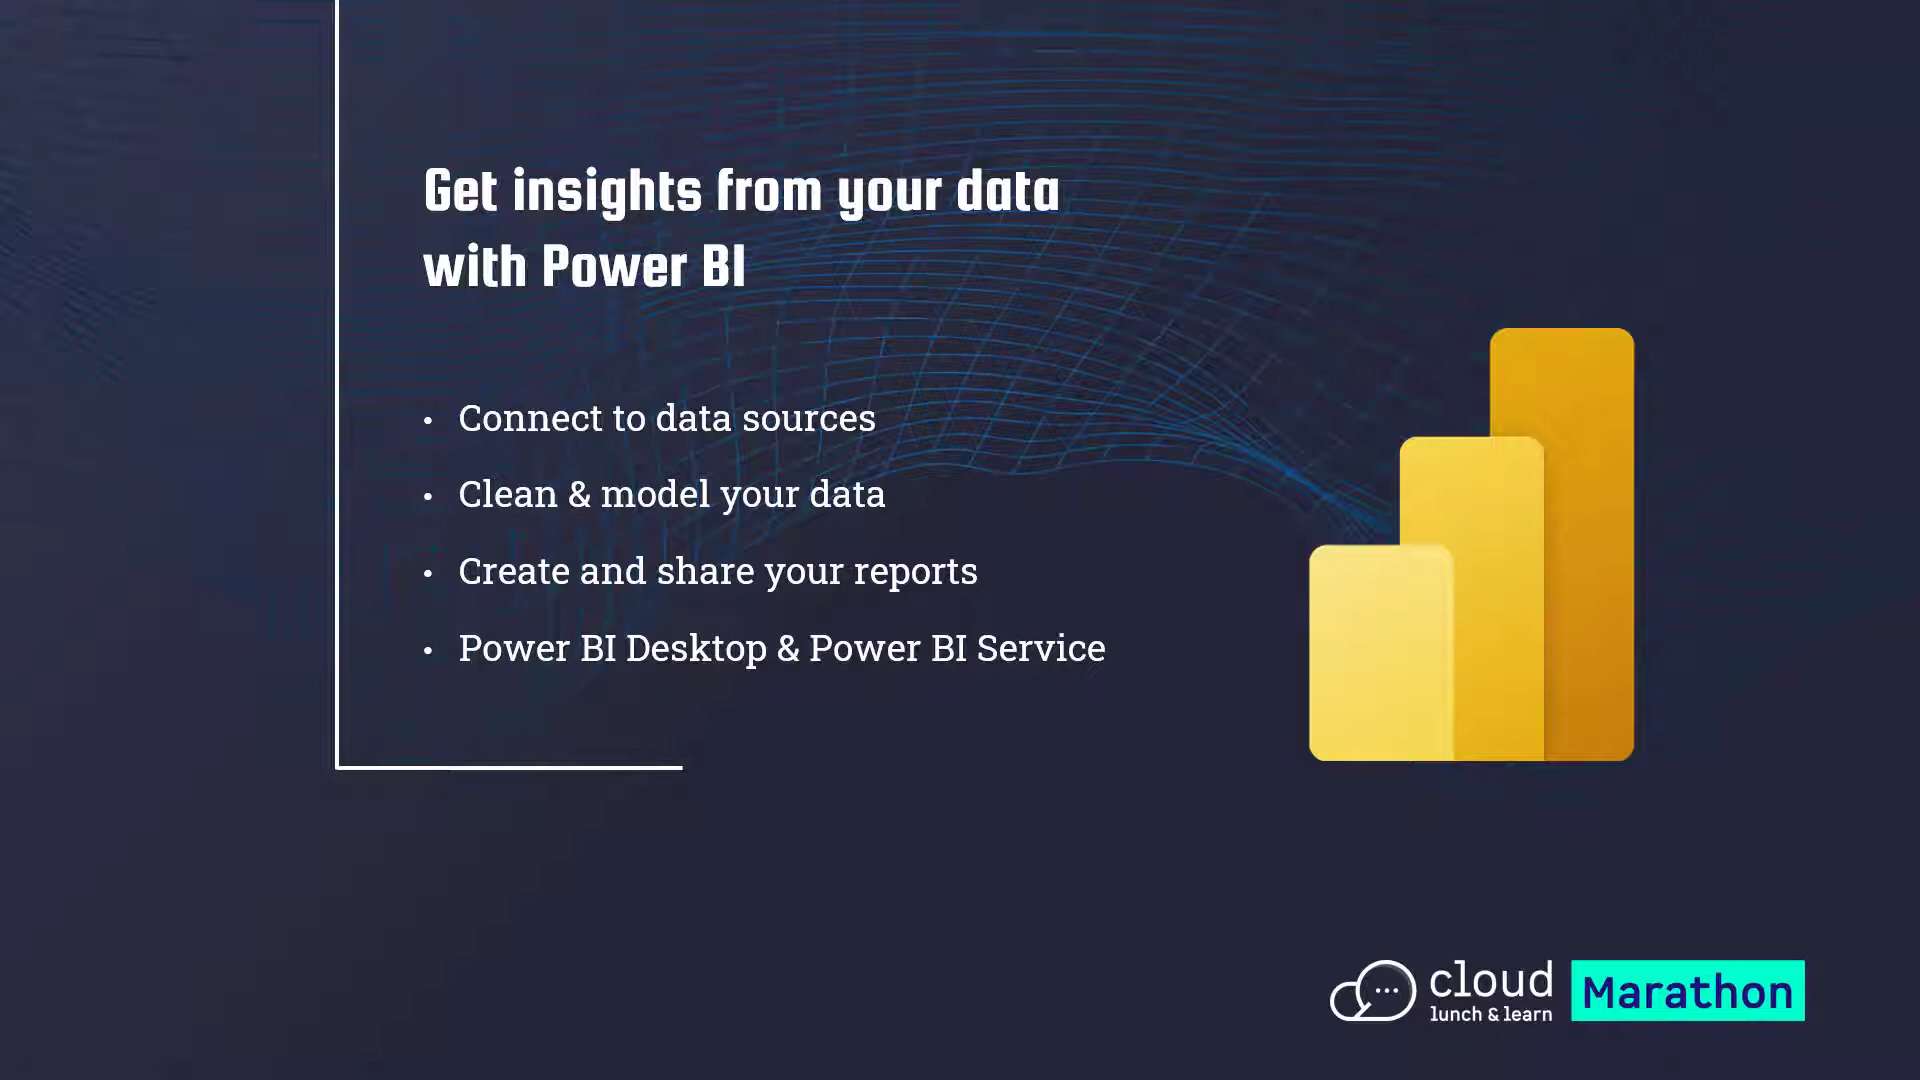 Get insights from your data
with Power BI
• Connect to data sources
• Clean & model your data
• Create and share your reports
• Power BI Desktop & Power BI Service
cloud
lunch & learn
Marathon